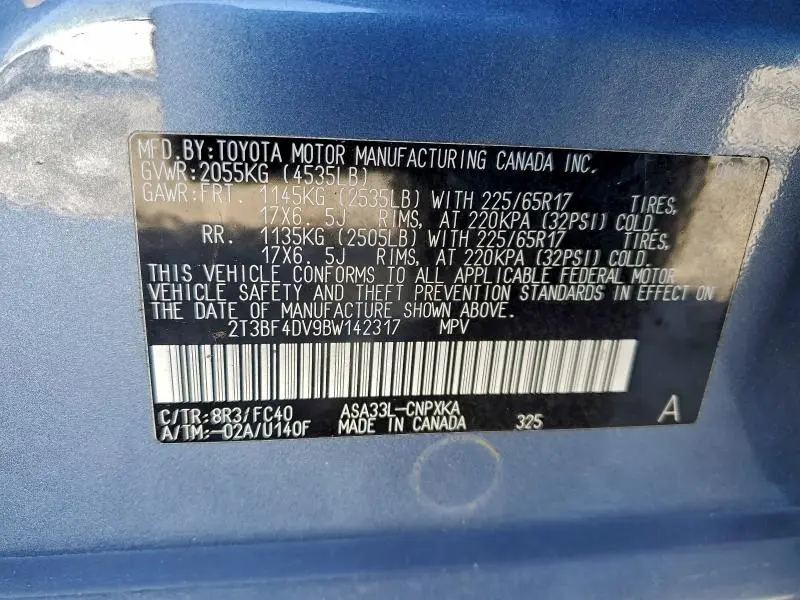 MFD.BY:TOYOTA MOTOR MANUFACTURING CANADA INC.
GVWR:2055KG (4535LB)
GAWR:FRT. 1145KG (2535LB) WITH 225/65R17 TIRES,
17X6. 5J RIMS, AT 220KPA (32PSI) COLD.
RR. 1135KG (2505LB) WITH 225/65R17 TIRES,
17X6. 5J RIMS, AT 220KPA (32PSI) COLD.
THIS VEHICLE CONFORMS TO ALL APPLICABLE FEDERAL MOTOR
VEHICLE SAFETY AND THEFT PREVENTION STANDARDS IN EFFECT ON
THE DATE OF MANUFACTURE SHOWN ABOVE.
2T3BF4DV9BW142317 MPV
C/TR:8R3/FC40 ASA33L-CNPXKA
A/TM:-02A/U140F MADE IN CANADA 325 A